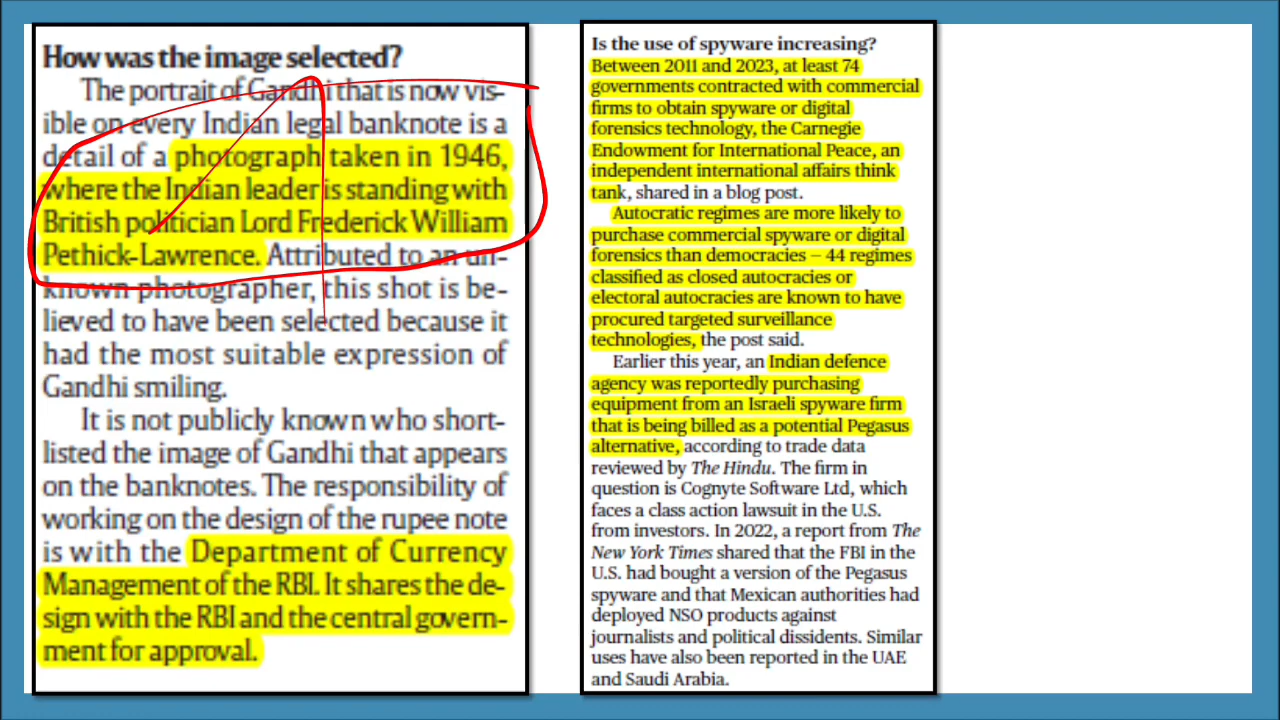 How was the image selected?
The portrait of Gandhi that is now vis-
ible on every Indian legal banknote is a
detail of a photograph taken in 1946,
where the Indian leader is standing with
British politician Lord Frederick William
Pethick-Lawrence. Attributed to an un-
known photographer, this shot is be-
lieved to have been selected because it
had the most suitable expression of
Gandhi smiling.
It is not publicly known who short-
listed the image of Gandhi that appears
on the banknotes. The responsibility of
working on the design of the rupee note
is with the Department of Currency
Management of the RBI. It shares the de-
sign with the RBI and the central govern-
ment for approval.
Is the use of spyware increasing?
Between 2011 and 2023, at least 74
governments contracted with commercial
firms to obtain spyware or digital
forensics technology, the Carnegie
Endowment for International Peace, an
independent international affairs think
tank, shared in a blog post.
Autocratic regimes are more likely to
purchase commercial spyware or digital
forensics than democracies – 44 regimes
classified as closed autocracies or
electoral autocracies are known to have
procured targeted surveillance
technologies, the post said.
Earlier this year, an Indian defence
agency was reportedly purchasing
equipment from an Israeli spyware firm
that is being billed as a potential Pegasus
alternative, according to trade data
reviewed by The Hindu. The firm in
question is Cognyte Software Ltd, which
faces a class action lawsuit in the U.S.
from investors. In 2022, a report from The
New York Times shared that the FBI in the
U.S. had bought a version of the Pegasus
spyware and that Mexican authorities had
deployed NSO products against
journalists and political dissidents. Similar
uses have also been reported in the UAE
and Saudi Arabia.